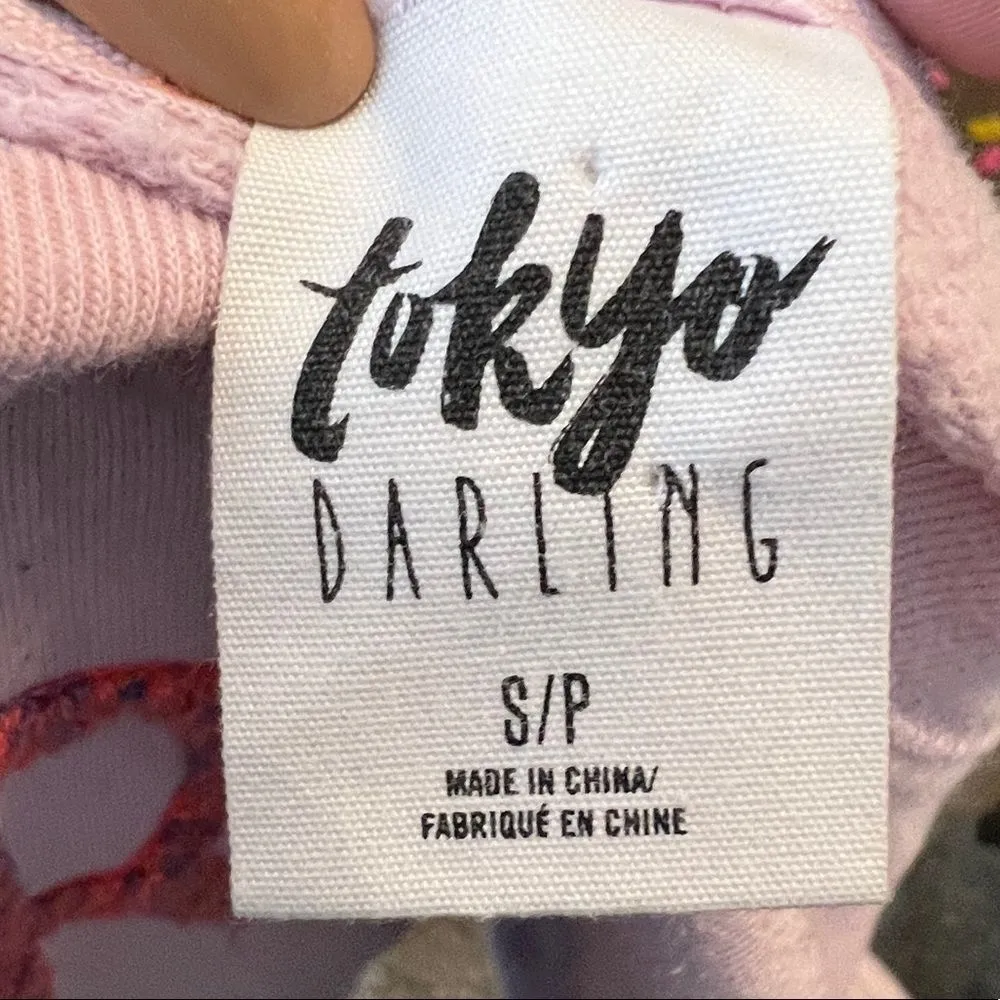 tokyo
DARLING
S/P
MADE IN CHINA/
FABRIQUÉ EN CHINE